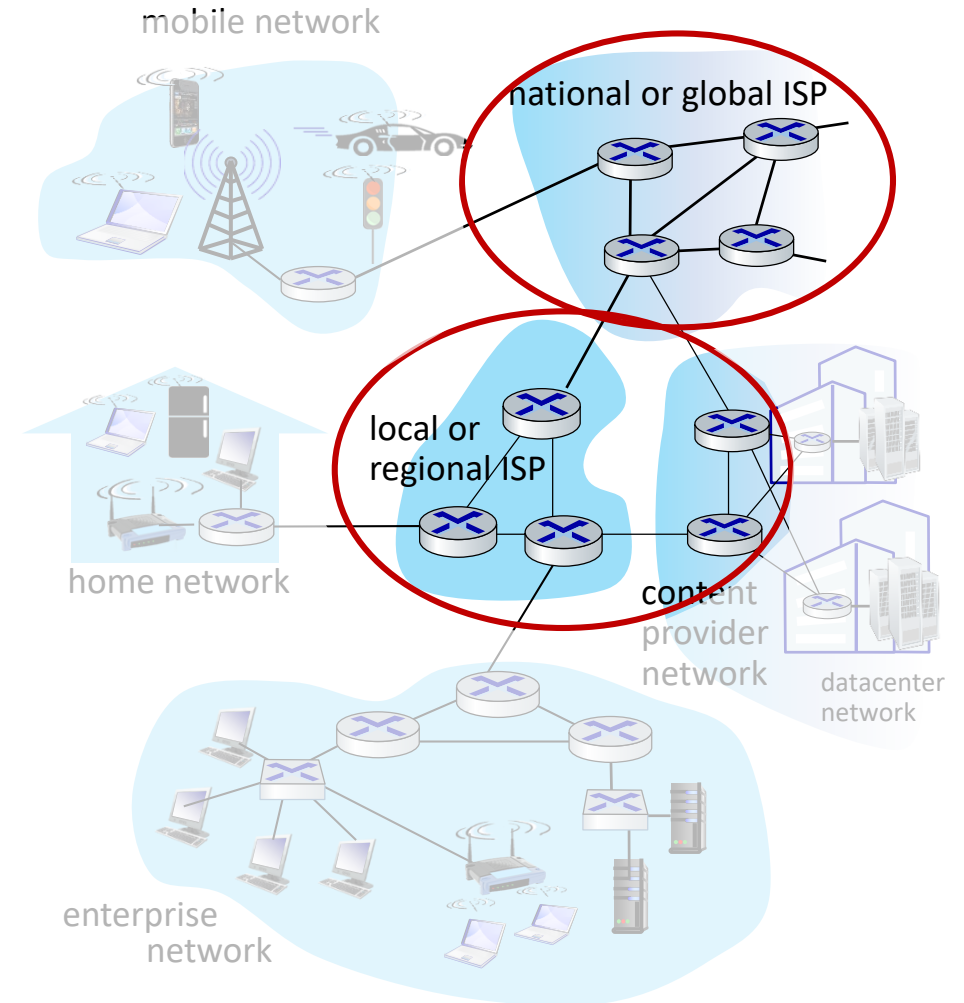 mobile network
national or global ISP
local or
regional ISP
home network
content
provider
network
datacenter
network
enterprise
network